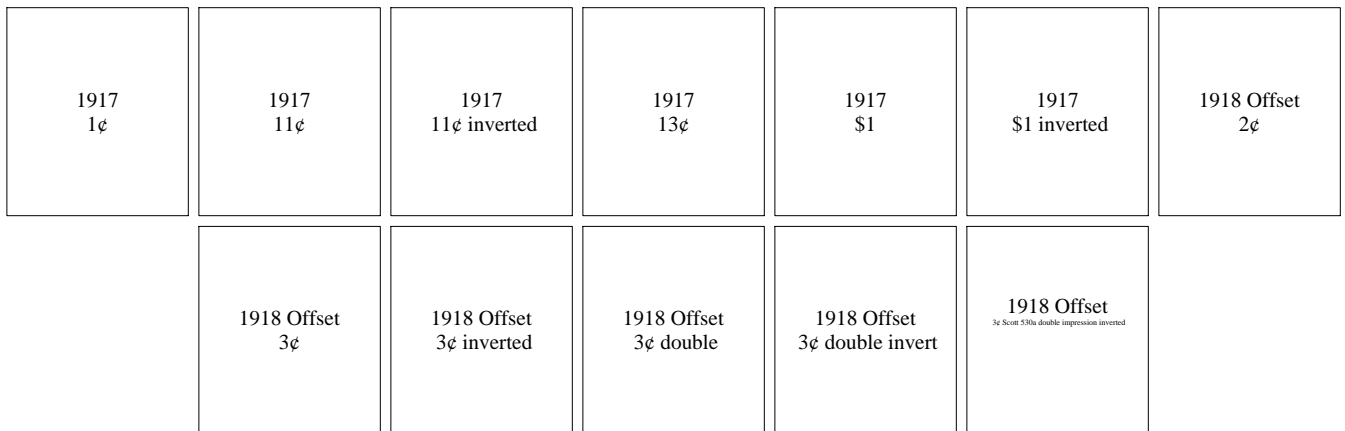 1917
1¢
1917
11¢
1917
11¢ inverted
1917
13¢
1917
$1
1917
$1 inverted
1918 Offset
2¢
1918 Offset
3¢
1918 Offset
3¢ inverted
1918 Offset
3¢ double
1918 Offset
3¢ double invert
1918 Offset
3¢ Scott 530a double impression inverted